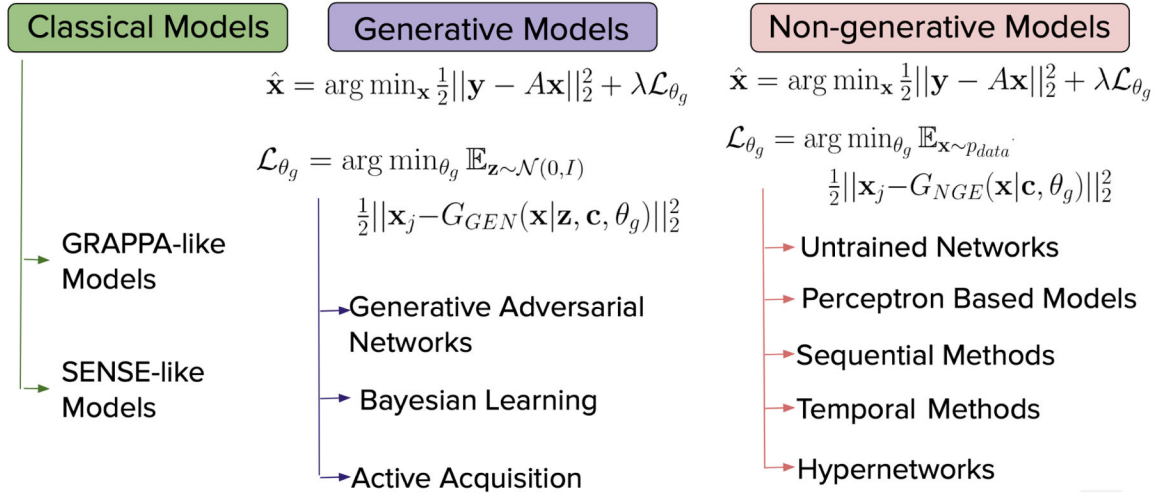 Classical Models
GRAPPA-like
Models
SENSE-like
Models
Generative Models
x̂ = arg min_x ½||y − Ax||₂² + λℒ_θg
ℒ_θg = arg min_θg 𝔼_z∼𝒩(0,I)
½||x_j−G_GEN(x|z, c, θ_g)||₂²
Generative Adversarial
Networks
Bayesian Learning
Active Acquisition
Non-generative Models
x̂ = arg min_x ½||y − Ax||₂² + λℒ_θg
ℒ_θg = arg min_θg 𝔼_x∼p_data
½||x_j−G_NGE(x|c, θ_g)||₂²
Untrained Networks
Perceptron Based Models
Sequential Methods
Temporal Methods
Hypernetworks